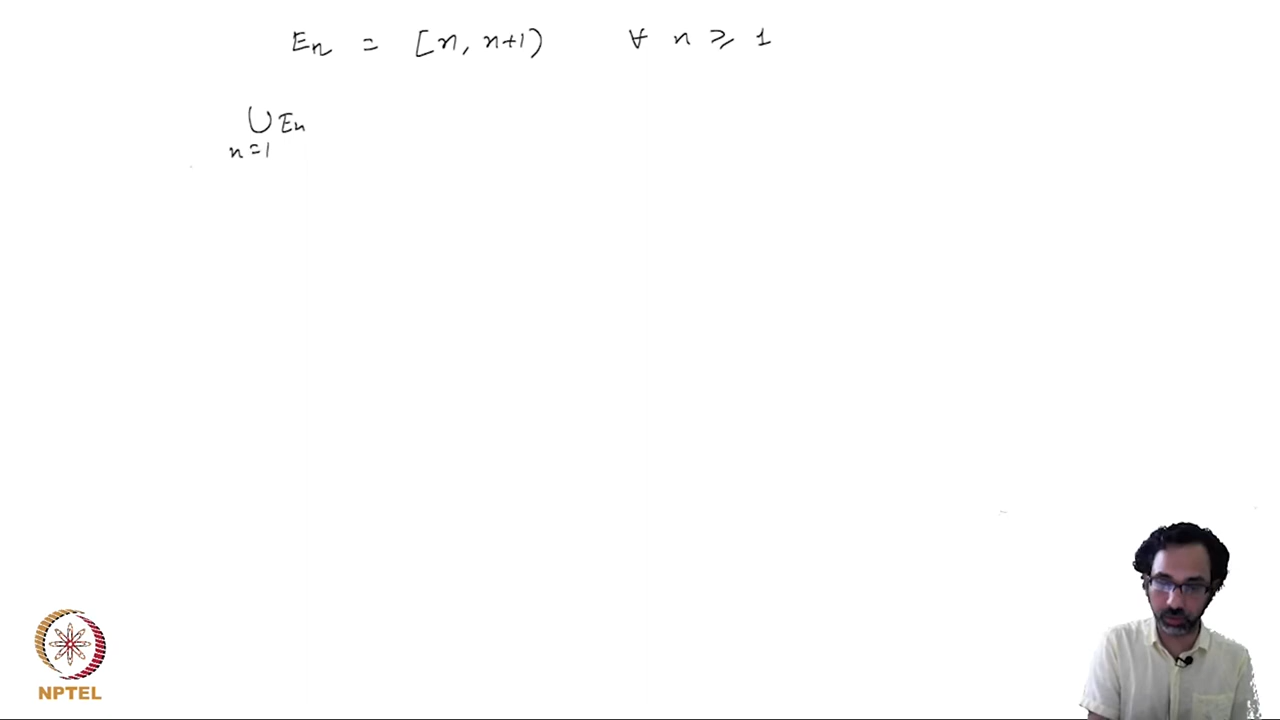 En = [n, n+1) ∀ n ⩾ 1
∪ En
n=1
NPTEL